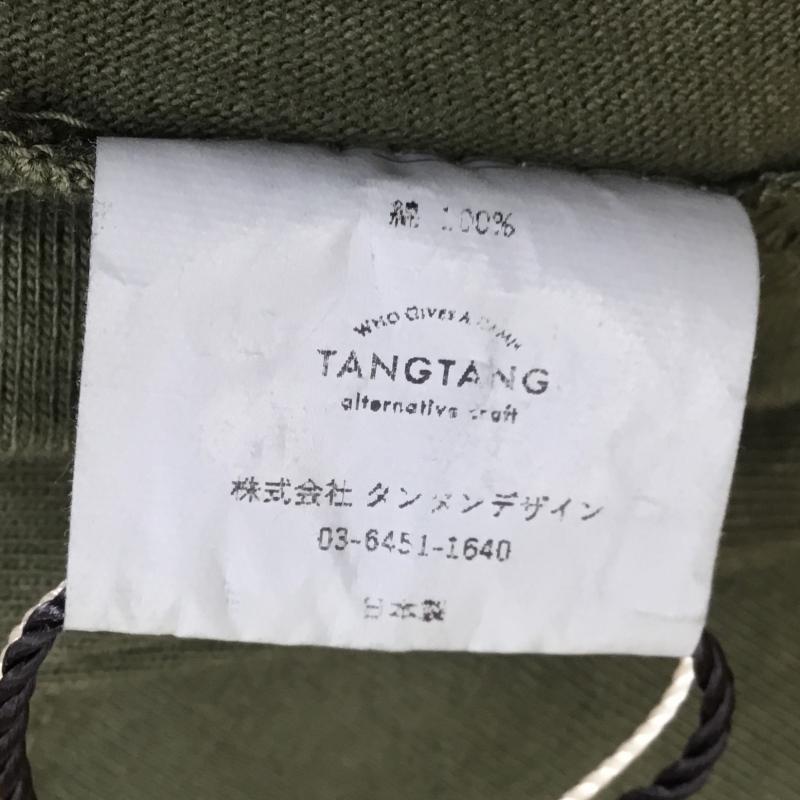 綿 100%
WHO GIVES A DAMN
TANGTANG
alternative craft
株式会社 タンタンデザイン
03-6451-1640
日本製